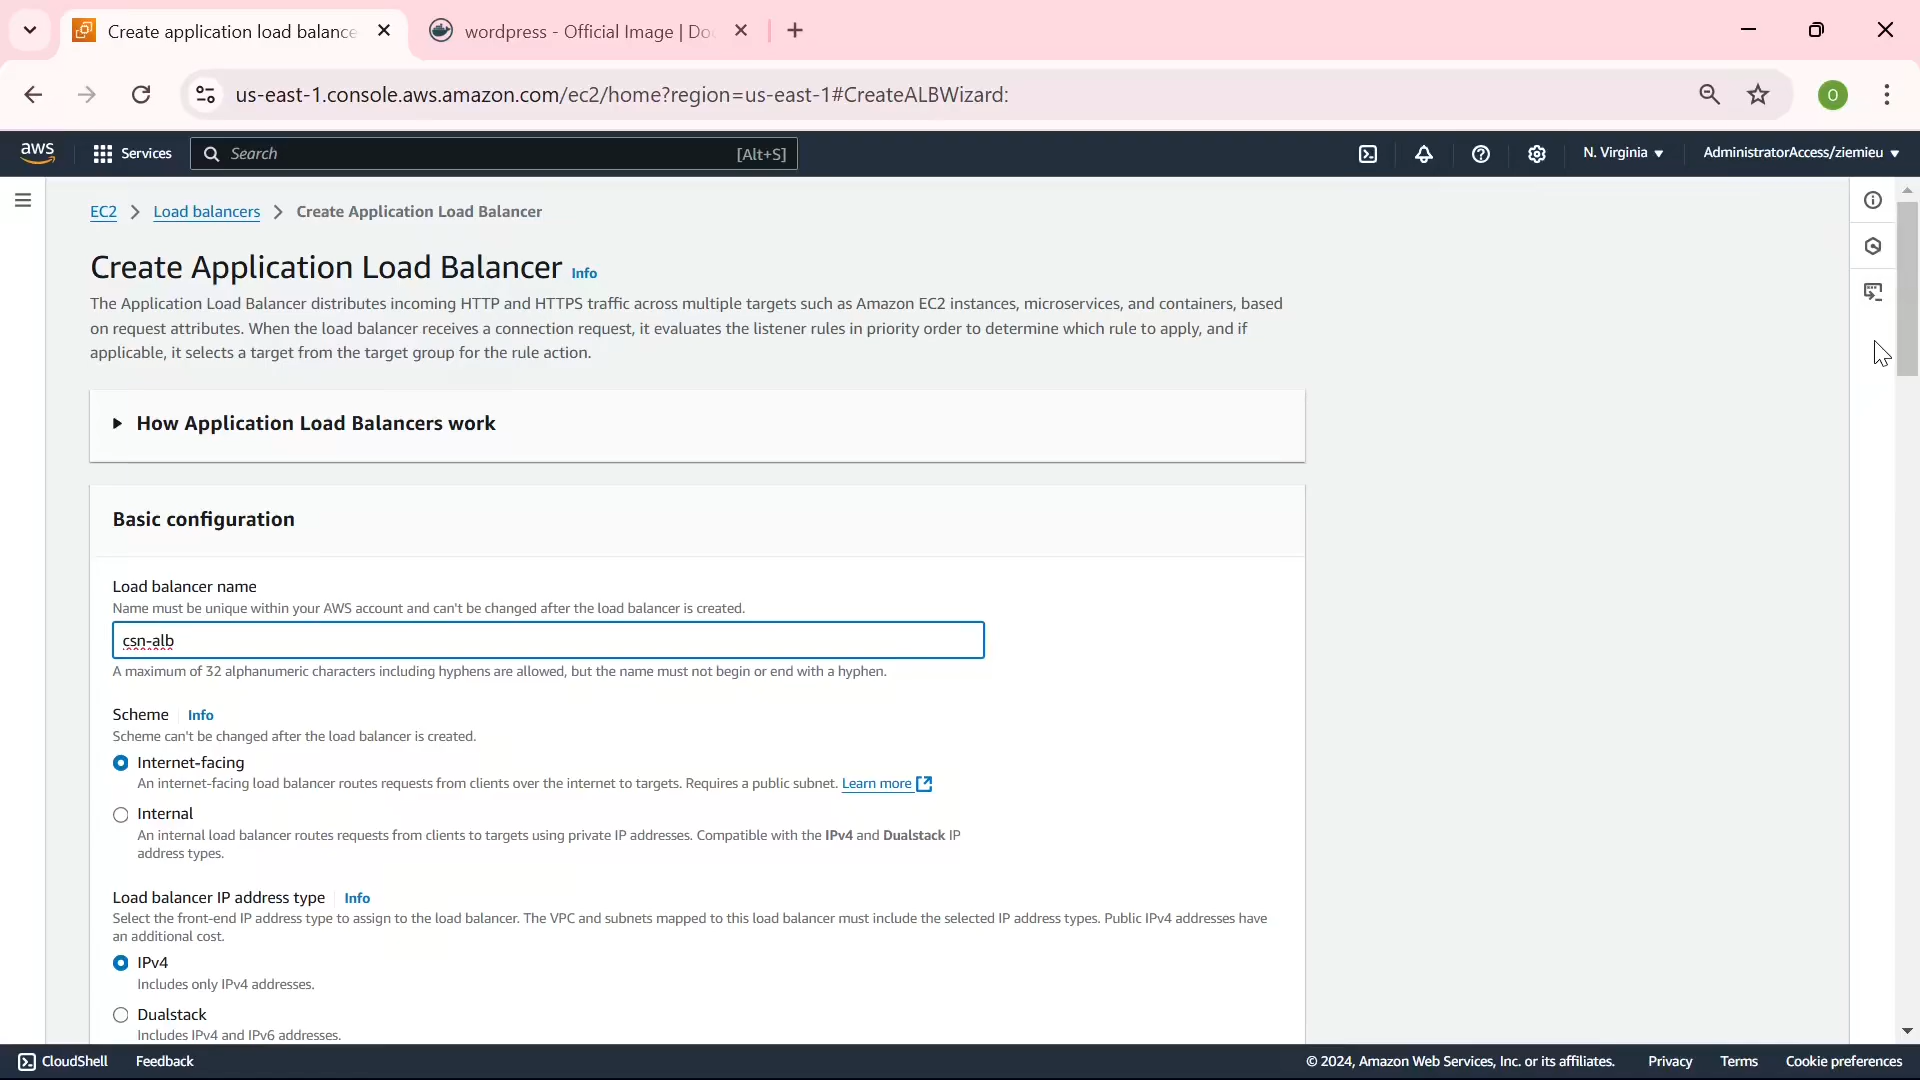 Create application load balance
wordpress - Official Image | Do
us-east-1.console.aws.amazon.com/ec2/home?region=us-east-1#CreateALBWizard:
O
aws
Services
Search
[Alt+S]
N. Virginia
AdministratorAccess/ziemieu
EC2
Load balancers
Create Application Load Balancer
Create Application Load Balancer Info
The Application Load Balancer distributes incoming HTTP and HTTPS traffic across multiple targets such as Amazon EC2 instances, microservices, and containers, based
on request attributes. When the load balancer receives a connection request, it evaluates the listener rules in priority order to determine which rule to apply, and if
applicable, it selects a target from the target group for the rule action.
How Application Load Balancers work
Basic configuration
Load balancer name
Name must be unique within your AWS account and can't be changed after the load balancer is created.
csn-alb
A maximum of 32 alphanumeric characters including hyphens are allowed, but the name must not begin or end with a hyphen.
Scheme Info
Scheme can't be changed after the load balancer is created.
Internet-facing
An internet-facing load balancer routes requests from clients over the internet to targets. Requires a public subnet. Learn more
Internal
An internal load balancer routes requests from clients to targets using private IP addresses. Compatible with the IPv4 and Dualstack IP
address types.
Load balancer IP address type Info
Select the front-end IP address type to assign to the load balancer. The VPC and subnets mapped to this load balancer must include the selected IP address types. Public IPv4 addresses have
an additional cost.
IPv4
Includes only IPv4 addresses.
Dualstack
Includes IPv4 and IPv6 addresses.
CloudShell
Feedback
© 2024, Amazon Web Services, Inc. or its affiliates.
Privacy
Terms
Cookie preferences